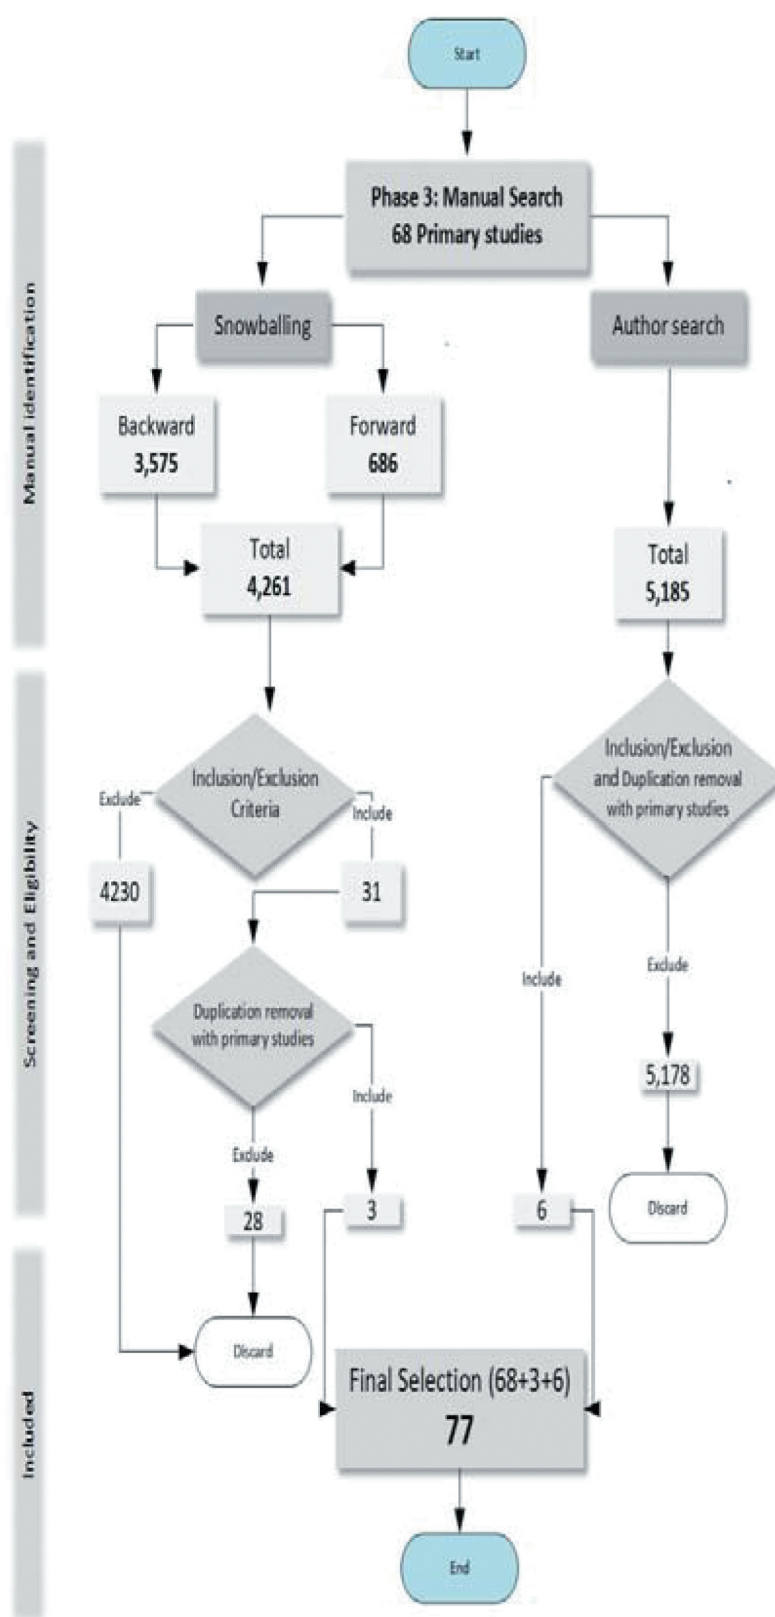 Start
Manual identification
Phase 3: Manual Search
68 Primary studies
Snowballing
Author search
Backward
3,575
Forward
686
Total
4,261
Total
5,185
Screening and Eligibility
Inclusion/Exclusion
Criteria
Exclude
Include
4230
31
Inclusion/Exclusion
and Duplication removal
with primary studies
Duplication removal
with primary studies
Include
Exclude
Include
Exclude
5,178
28
3
6
Discard
Included
Discard
Final Selection (68+3+6)
77
End